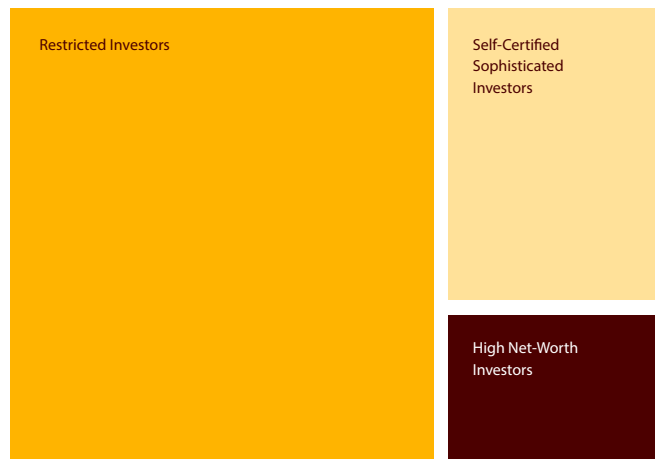 Restricted Investors
Self-Certified
Sophisticated
Investors
High Net-Worth
Investors